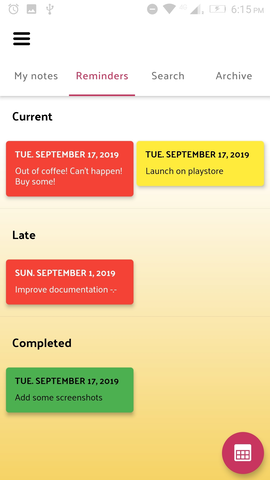 6:15 PM
My notes Reminders Search Archive
Current
TUE. SEPTEMBER 17, 2019
Out of coffee! Can't happen!
Buy some!
TUE. SEPTEMBER 17, 2019
Launch on playstore
Late
SUN. SEPTEMBER 1, 2019
Improve documentation -.-
Completed
TUE. SEPTEMBER 17, 2019
Add some screenshots